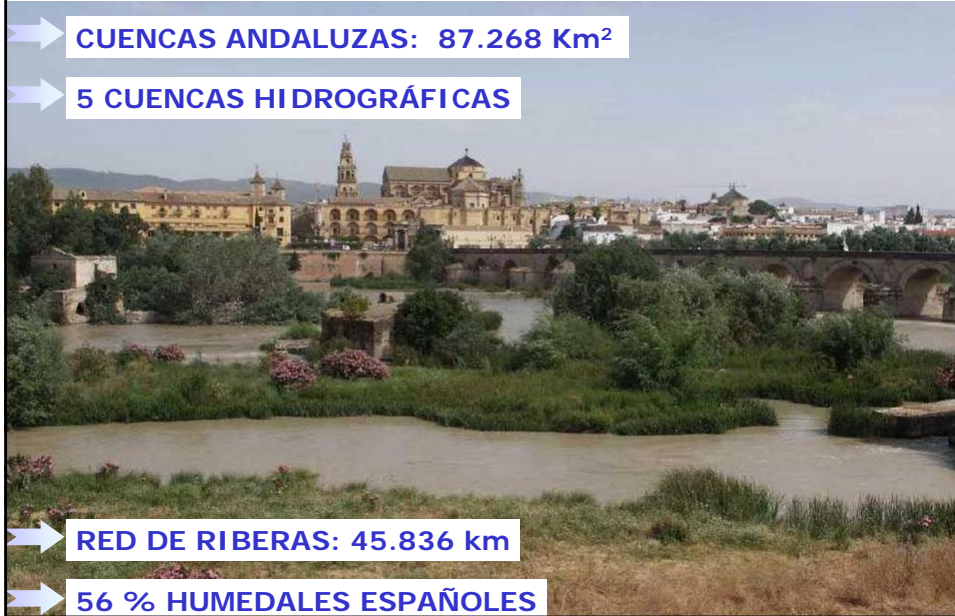 CUENCAS ANDALUZAS: 87.268 Km²
5 CUENCAS HIDROGRÁFICAS
RED DE RIBERAS: 45.836 km
56 % HUMEDALES ESPAÑOLES